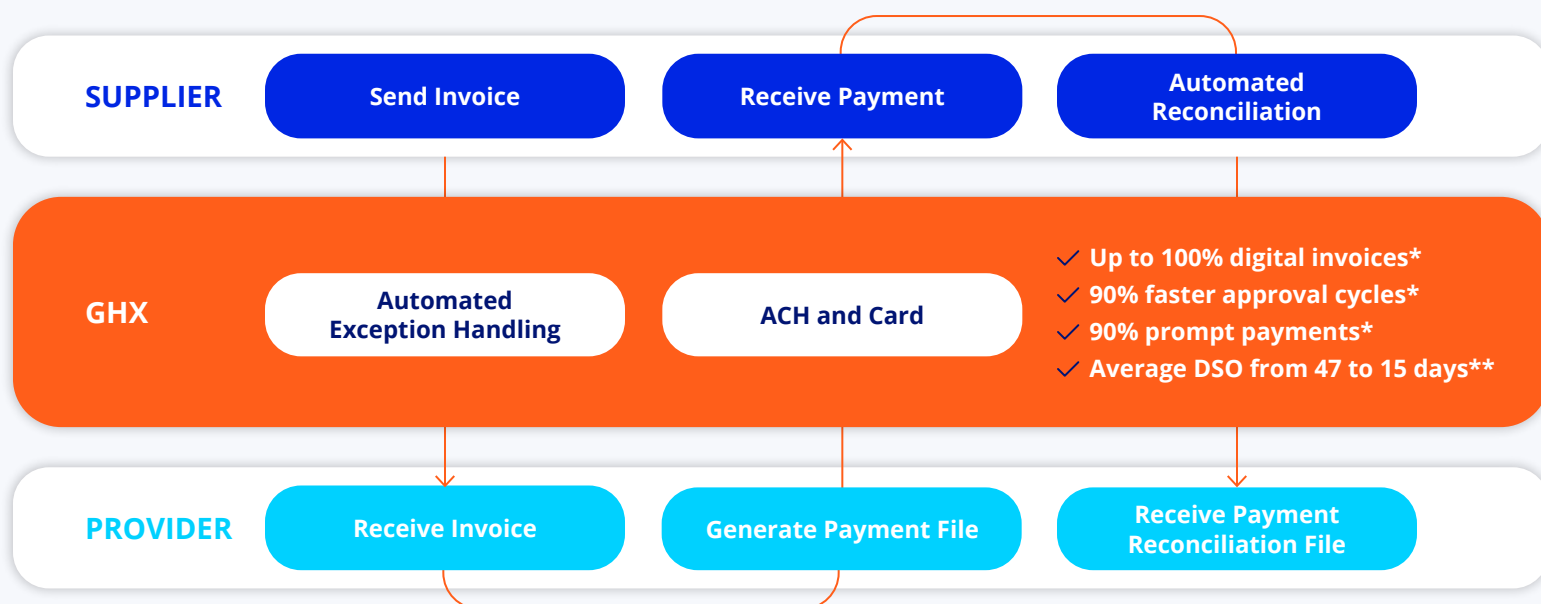 SUPPLIER
Send Invoice
Receive Payment
Automated
Reconciliation
GHX
Automated
Exception Handling
ACH and Card
Up to 100% digital invoices*
90% faster approval cycles*
90% prompt payments*
Average DSO from 47 to 15 days**
PROVIDER
Receive Invoice
Generate Payment File
Receive Payment
Reconciliation File